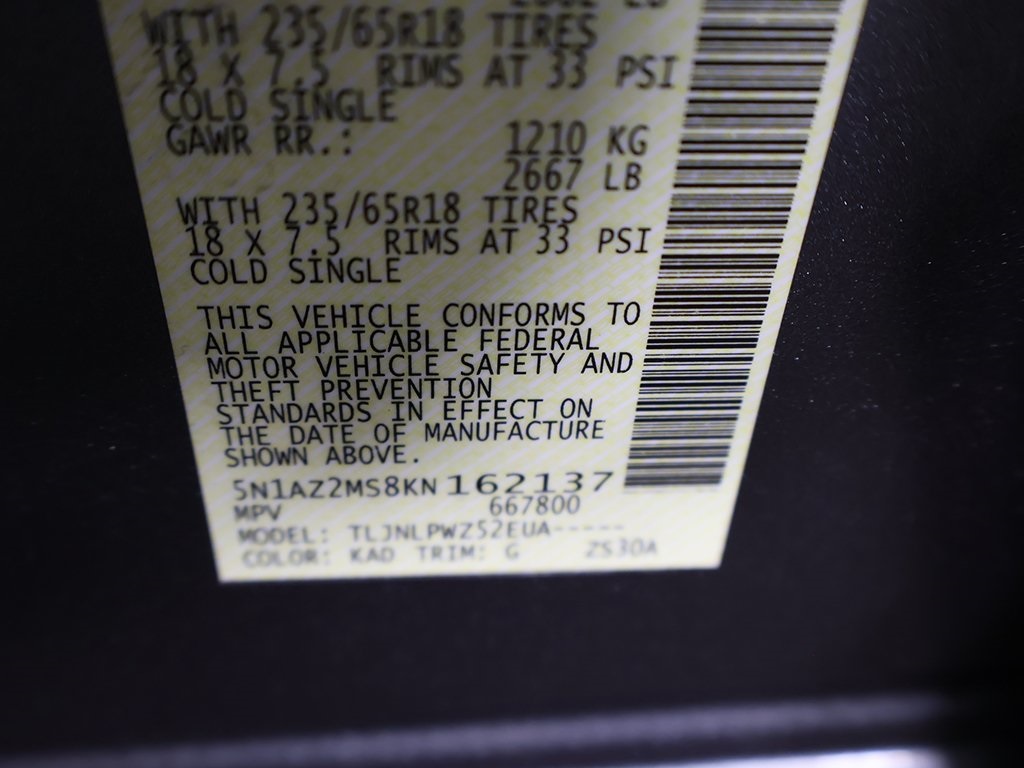 WITH 235/65R18 TIRES
18 X 7.5 RIMS AT 33 PSI
COLD SINGLE
GAWR RR.: 1210 KG
2667 LB
WITH 235/65R18 TIRES
18 X 7.5 RIMS AT 33 PSI
COLD SINGLE
THIS VEHICLE CONFORMS TO
ALL APPLICABLE FEDERAL
MOTOR VEHICLE SAFETY AND
THEFT PREVENTION
STANDARDS IN EFFECT ON
THE DATE OF MANUFACTURE
SHOWN ABOVE.
5N1AZ2MS8KN162137
MPV 667800
MODEL: TLJNLPWZ52EUA-----
COLOR: KAD TRIM: G ZS30A